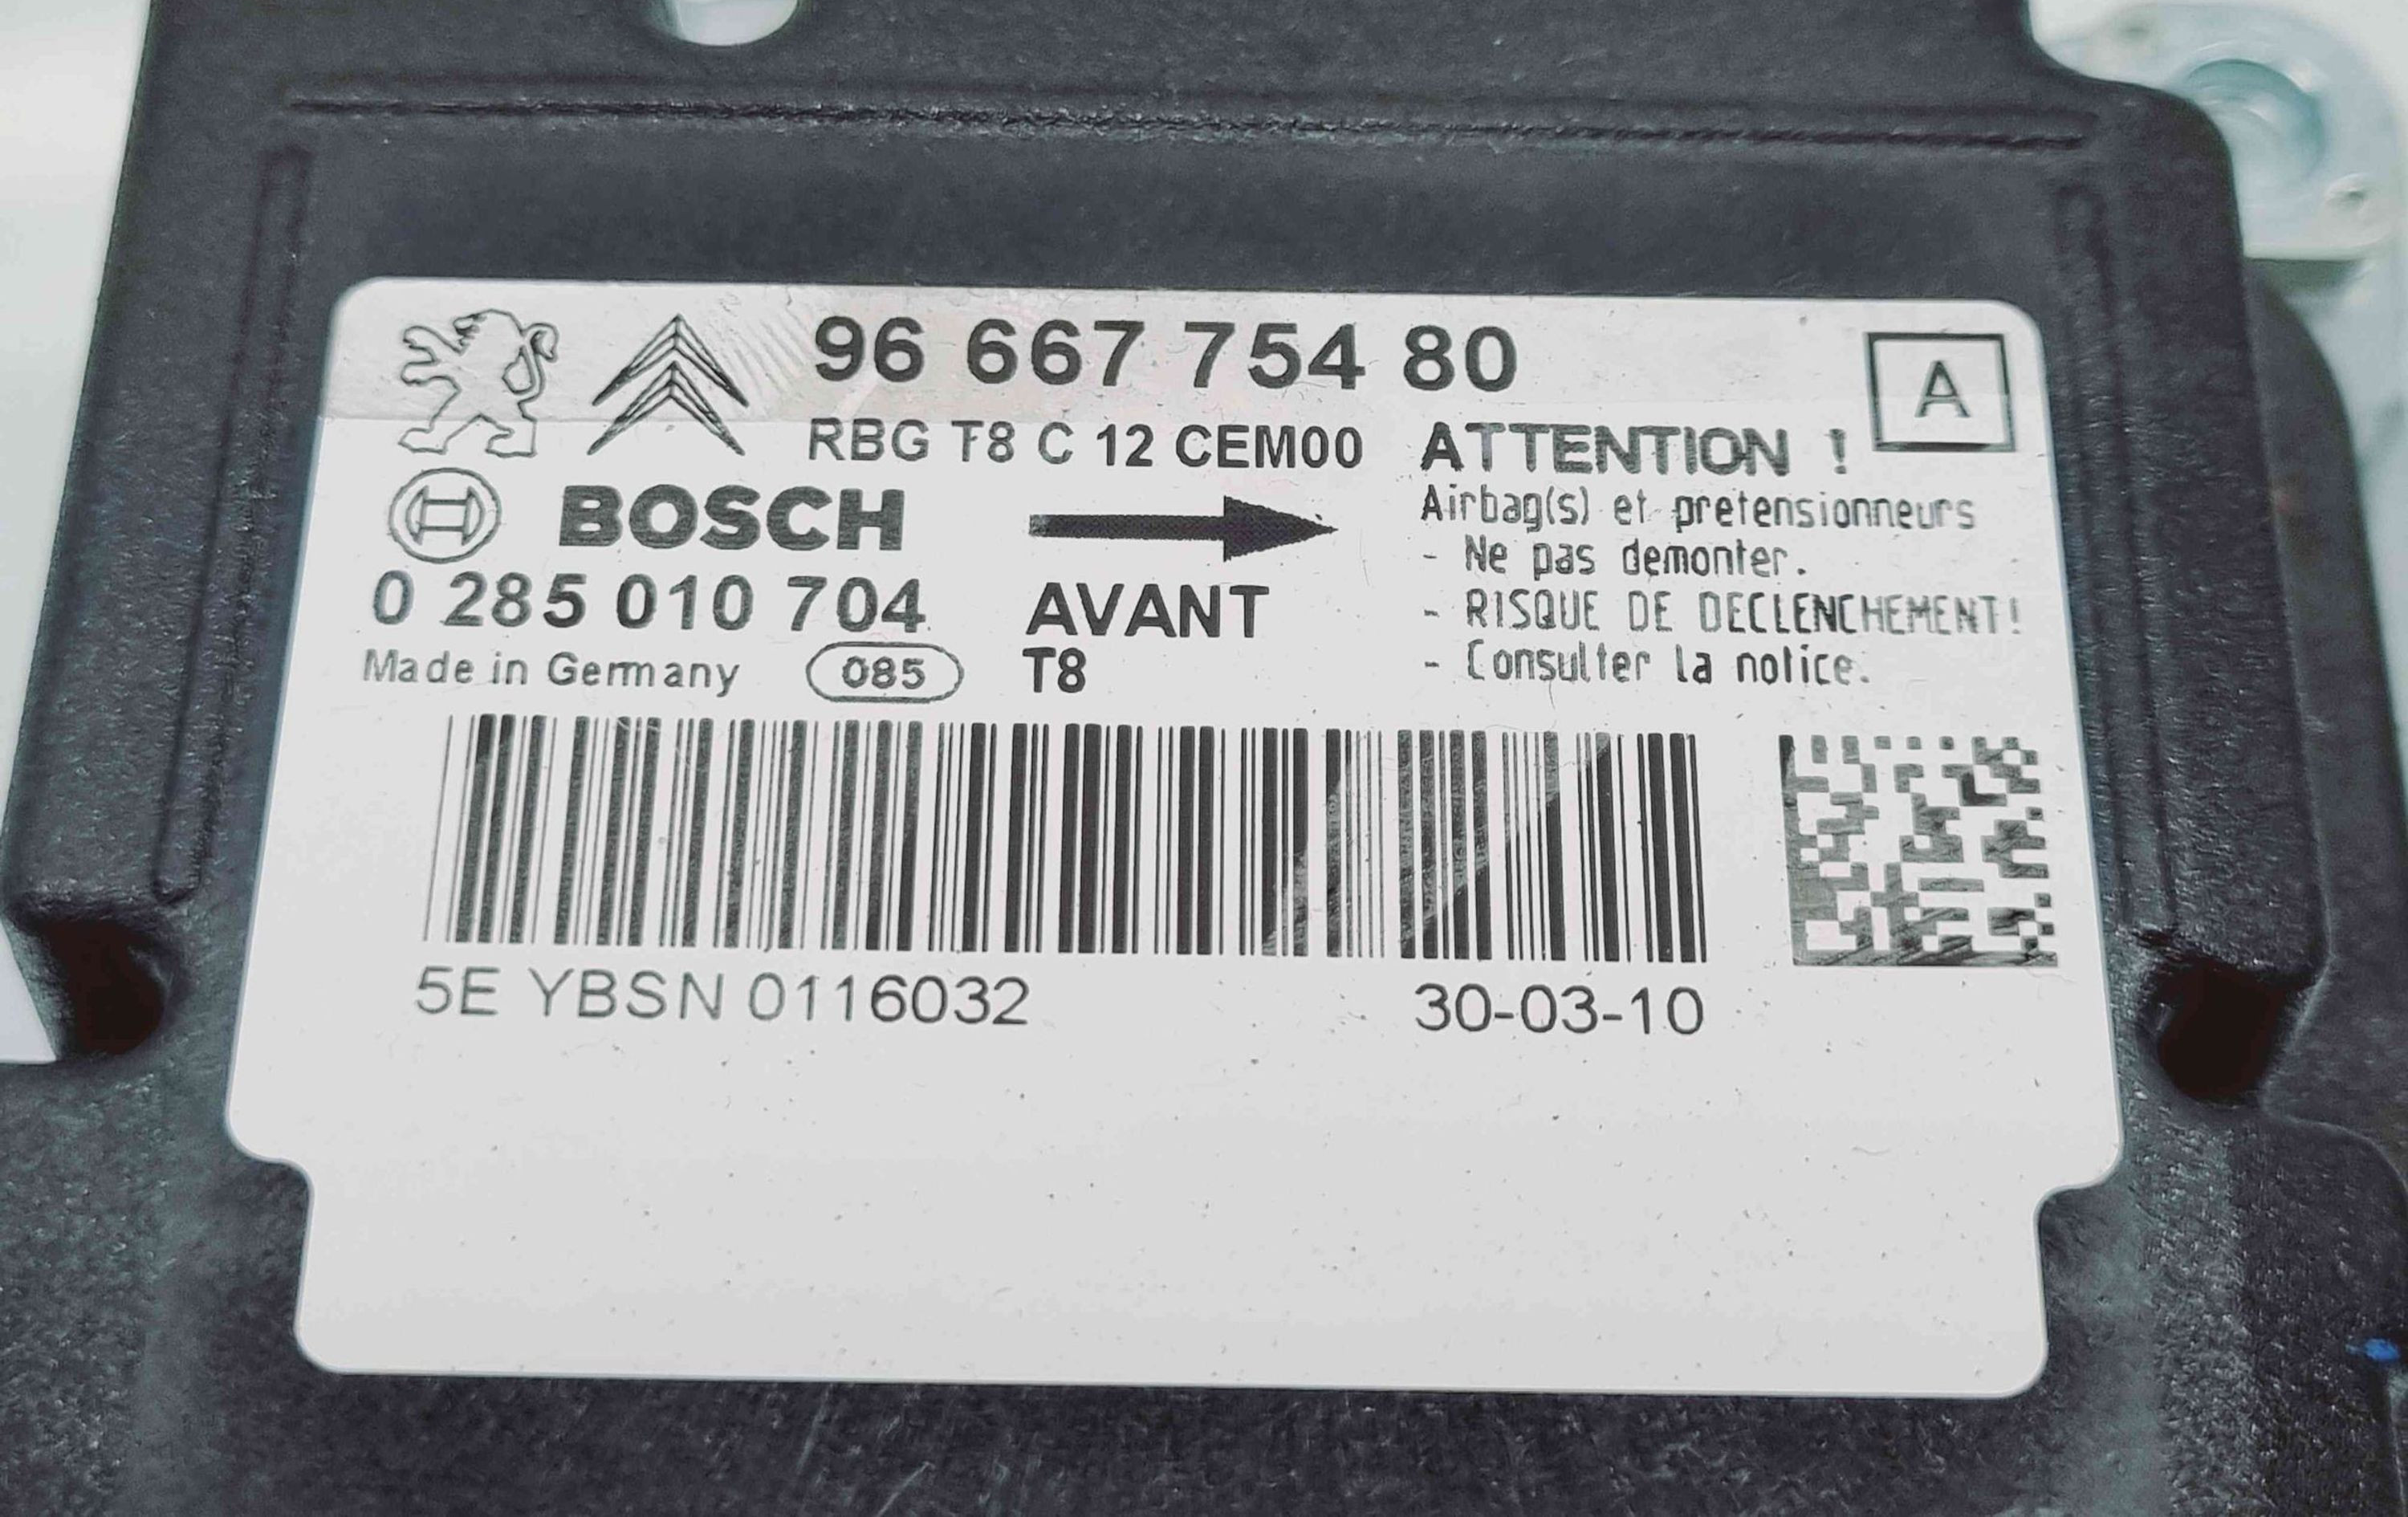 96 667 754 80
A
RBG T8 C 12 CEM00
BOSCH
0 285 010 704
Made in Germany
085
AVANT
T8
ATTENTION !
Airbag(s) et pretensionneurs
- Ne pas demonter.
- RISQUE DE DECLENCHEMENT!
- Consulter la notice.
5E YBSN 0116032
30-03-10